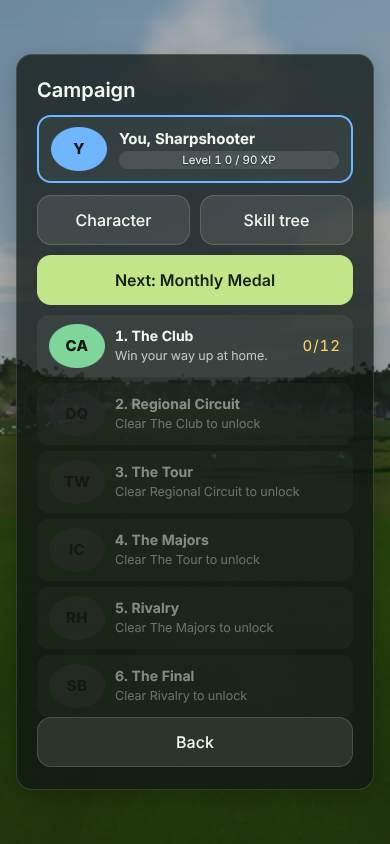 Campaign
Y
You, Sharpshooter
Level 1 0 / 90 XP
Character
Skill tree
Next: Monthly Medal
CA
1. The Club
Win your way up at home.
0/12
DQ
2. Regional Circuit
Clear The Club to unlock
TW
3. The Tour
Clear Regional Circuit to unlock
IC
4. The Majors
Clear The Tour to unlock
RH
5. Rivalry
Clear The Majors to unlock
SB
6. The Final
Clear Rivalry to unlock
Back